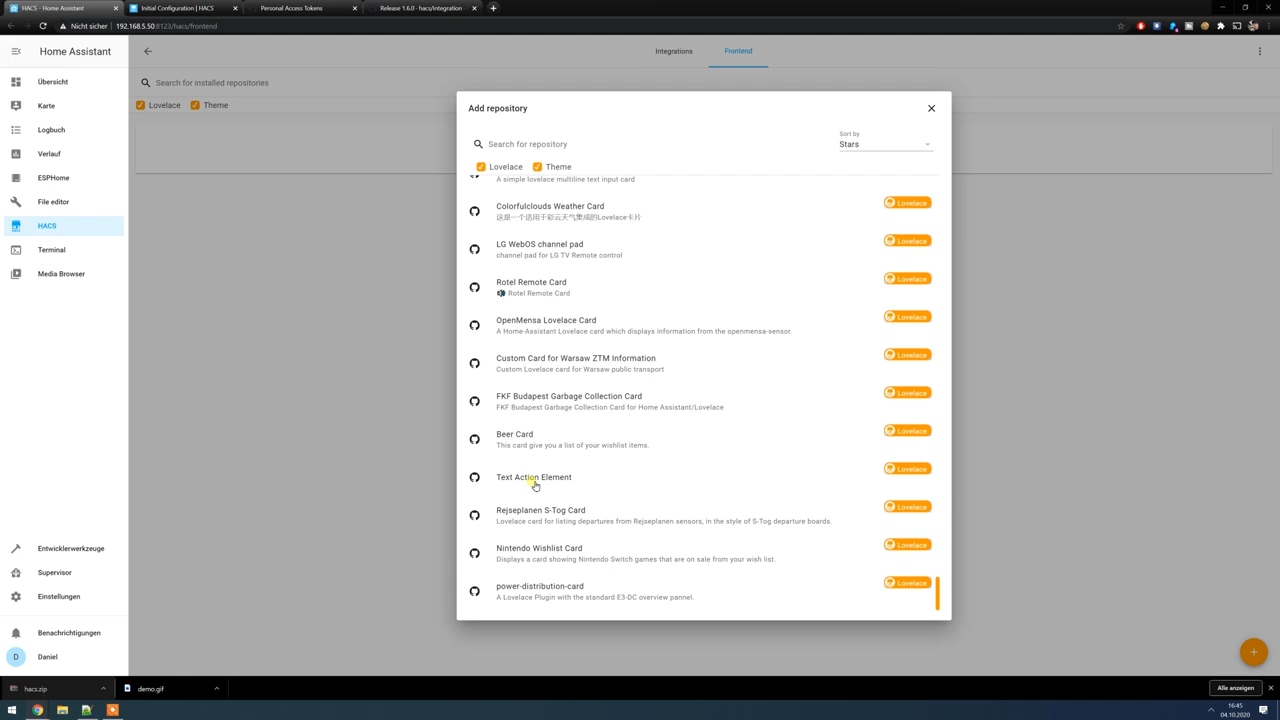 HACS - Home Assistant
Initial Configuration | HACS
Personal Access Tokens
Release 1.6.0 · hacs/integration ·
Nicht sicher | 192.168.5.50:8123/hacs/frontend
Home Assistant
Übersicht
Karte
Logbuch
Verlauf
ESPHome
File editor
HACS
Terminal
Media Browser
Entwicklerwerkzeuge
Supervisor
Einstellungen
Benachrichtigungen
D Daniel
Integrations
Frontend
Search for installed repositories
Lovelace
Theme
Add repository
Search for repository
Sort by
Stars
Lovelace
Theme
A simple lovelace multiline text input card
Colorfulclouds Weather Card
Lovelace
这是一个适用于彩云天气集成的Lovelace卡片
LG WebOS channel pad
Lovelace
channel pad for LG TV Remote control
Rotel Remote Card
Lovelace
Rotel Remote Card
OpenMensa Lovelace Card
Lovelace
A Home-Assistant Lovelace card which displays information from the openmensa-sensor.
Custom Card for Warsaw ZTM Information
Lovelace
Custom Lovelace card for Warsaw public transport
FKF Budapest Garbage Collection Card
Lovelace
FKF Budapest Garbage Collection Card for Home Assistant/Lovelace
Beer Card
Lovelace
This card give you a list of your wishlist items.
Text Action Element
Lovelace
Rejseplanen S-Tog Card
Lovelace
Lovelace card for listing departures from Rejseplanen sensors, in the style of S-Tog departure boards.
Nintendo Wishlist Card
Lovelace
Displays a card showing Nintendo Switch games that are on sale from your wish list.
power-distribution-card
Lovelace
A Lovelace Plugin with the standard E3-DC overview pannel.
hacs.zip
demo.gif
Alle anzeigen
16:45
04.10.2020